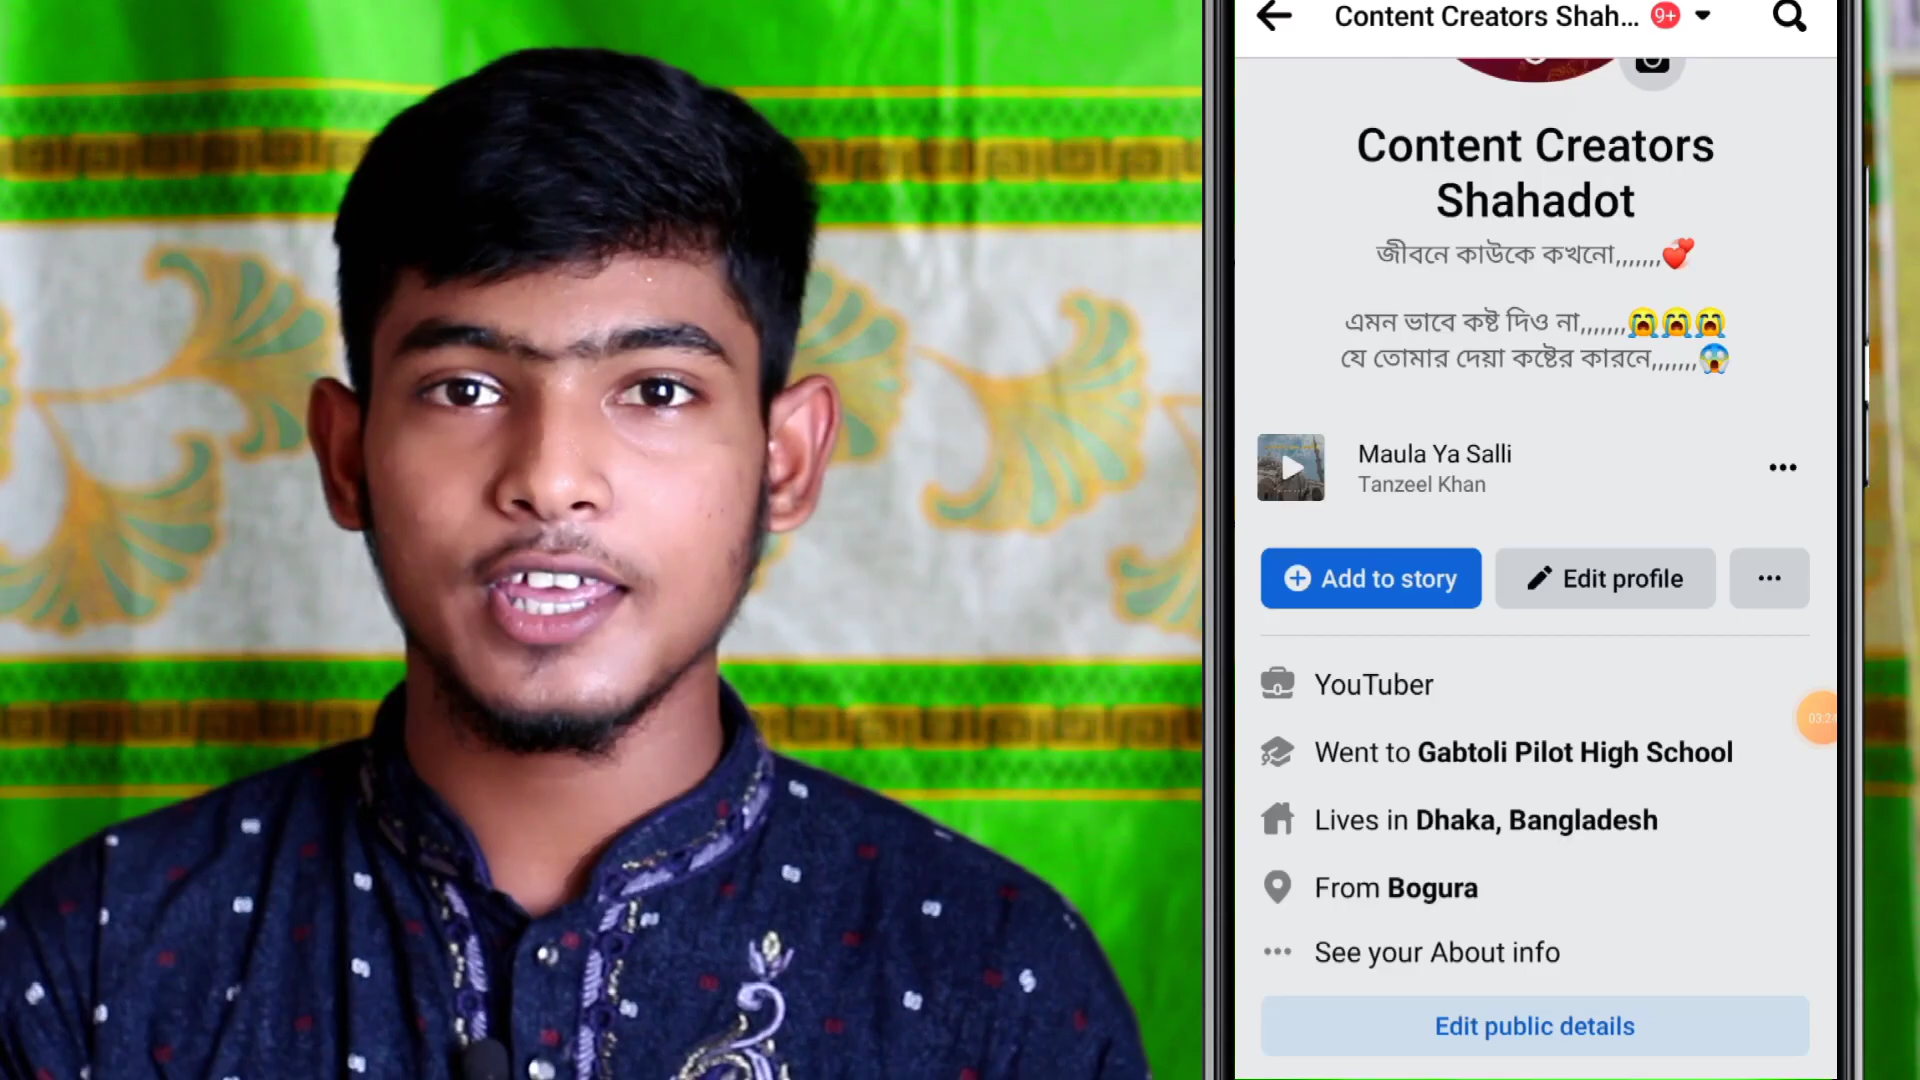 Content Creators Shah... 9+
Content Creators
Shahadot
জীবনে কাউকে কখনো,,,,,,,💕
এমন ভাবে কষ্ট দিও না,,,,,,,😭😭😭
যে তোমার দেয়া কষ্টের কারনে,,,,,,,😱
Maula Ya Salli
Tanzeel Khan
Add to story
Edit profile
YouTuber
Went to Gabtoli Pilot High School
03:2
Lives in Dhaka, Bangladesh
From Bogura
See your About info
Edit public details